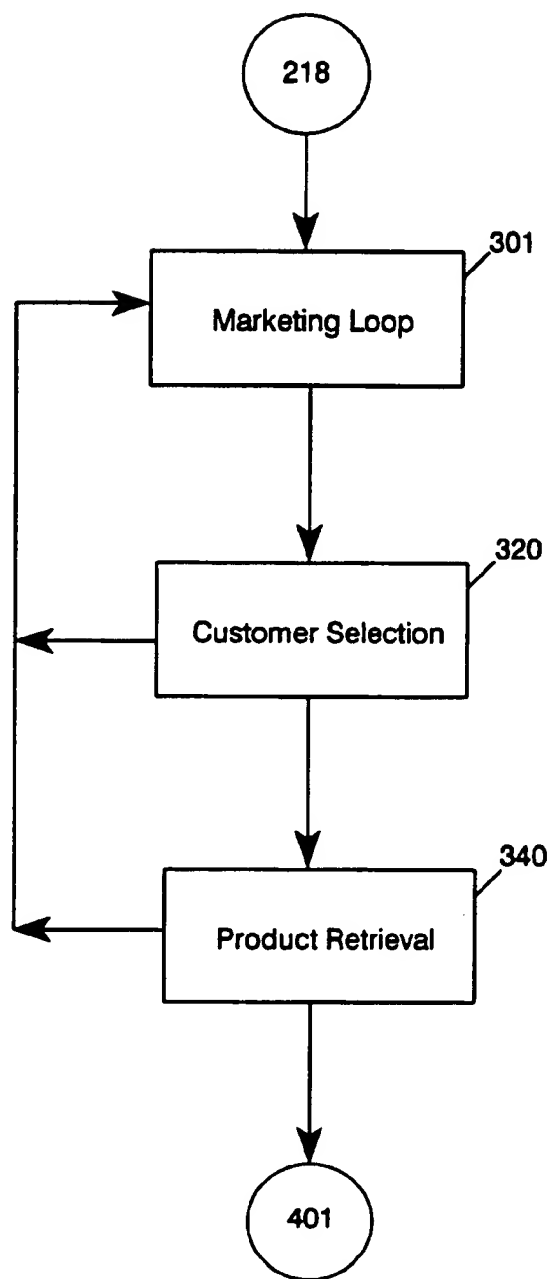 218
301
Marketing Loop
320
Customer Selection
340
Product Retrieval
401